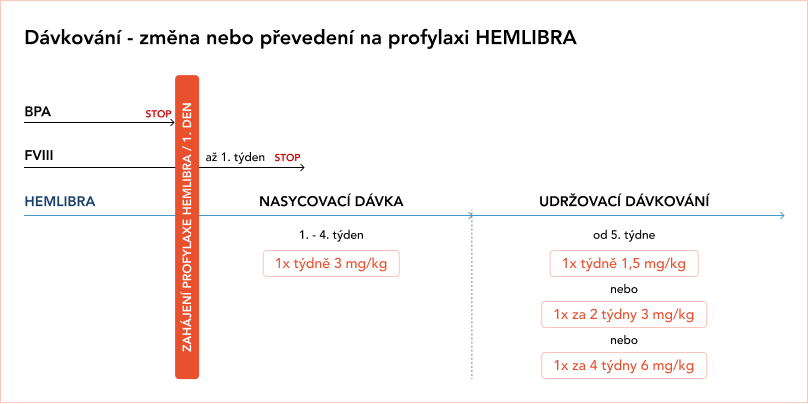 Dávkování - změna nebo převedení na profylaxi HEMLIBRA
BPA
STOP
ZAHÁJENÍ PROFYLAXE HEMLIBRA / 1. DEN
FVIII
až 1. týden
STOP
HEMLIBRA
NASYCOVACÍ DÁVKA
1. - 4. týden
1x týdně 3 mg/kg
UDRŽOVACÍ DÁVKOVÁNÍ
od 5. týdne
1x týdně 1,5 mg/kg
nebo
1x za 2 týdny 3 mg/kg
nebo
1x za 4 týdny 6 mg/kg